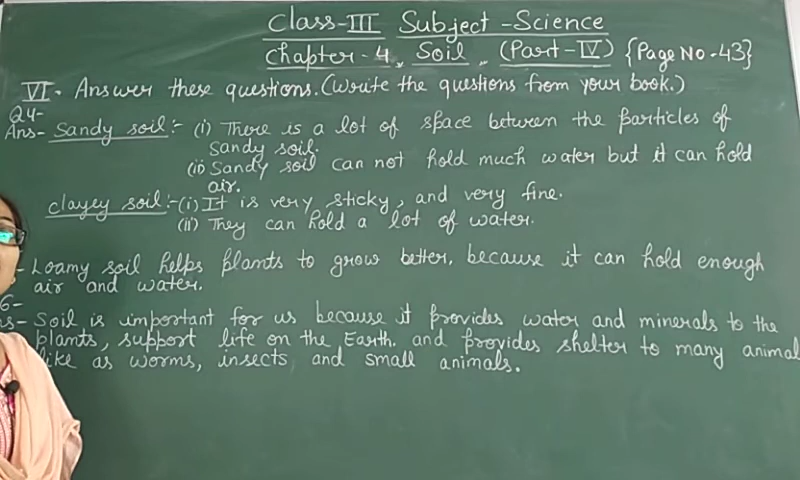 Class-III Subject-Science
Chapter-4, Soil, (Part-IV) {Page No-43}
VI. Answer these questions. (Write the questions from your book.)
Q4-
Ans- Sandy soil:- (i) There is a lot of space between the particles of
sandy soil.
(ii) Sandy soil can not hold much water but it can hold
air.
clayey soil:- (i) It is very sticky, and very fine.
(ii) They can hold a lot of water.
- Loamy soil helps plants to grow better, because it can hold enough
air and water.
6-
s- Soil is important for us because it provides water and minerals to the
plants, support life on the Earth. and provides shelter to many animal
like as worms, insects and small animals.